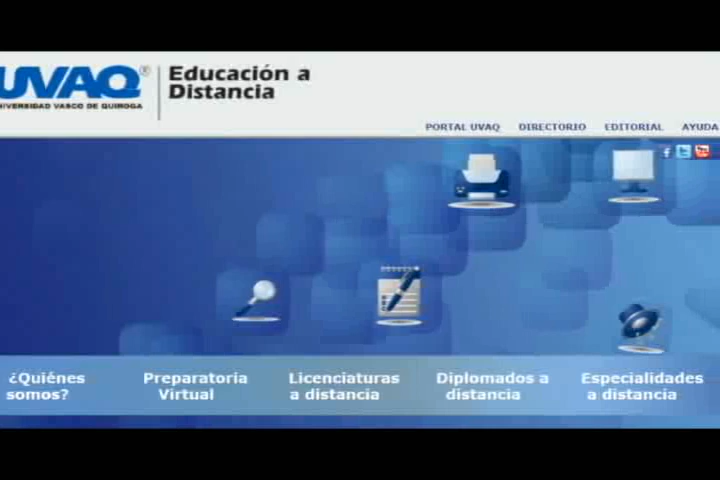 UVAQ®
UNIVERSIDAD VASCO DE QUIROGA
Educación a
Distancia
PORTAL UVAQ DIRECTORIO EDITORIAL AYUDA
¿Quiénes
somos?
Preparatoria
Virtual
Licenciaturas
a distancia
Diplomados a
distancia
Especialidades
a distancia